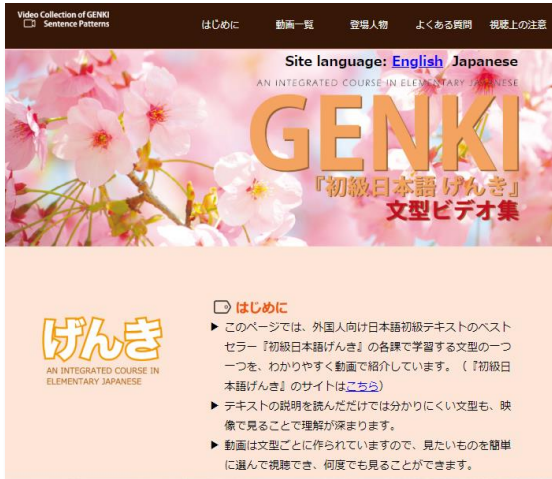 Video Collection of GENKI
Sentence Patterns
はじめに 動画一覧 登場人物 よくある質問 視聴上の注意
Site language: English Japanese
AN INTEGRATED COURSE IN ELEMENTARY JAPANESE
GENKI
『初級日本語 げんき』
文型ビデオ集
げんき
AN INTEGRATED COURSE IN
ELEMENTARY JAPANESE
はじめに
▶ このページでは、外国人向け日本語初級テキストのベスト
セラー『初級日本語げんき』の各課で学習する文型の一つ
一つを、わかりやすく動画で紹介しています。（『初級日
本語げんき』のサイトはこちら）
▶ テキストの説明を読んだだけでは分かりにくい文型も、映
像で見ることで理解が深まります。
▶ 動画は文型ごとに作られていますので、見たいものを簡単
に選んで視聴でき、何度でも見ることができます。